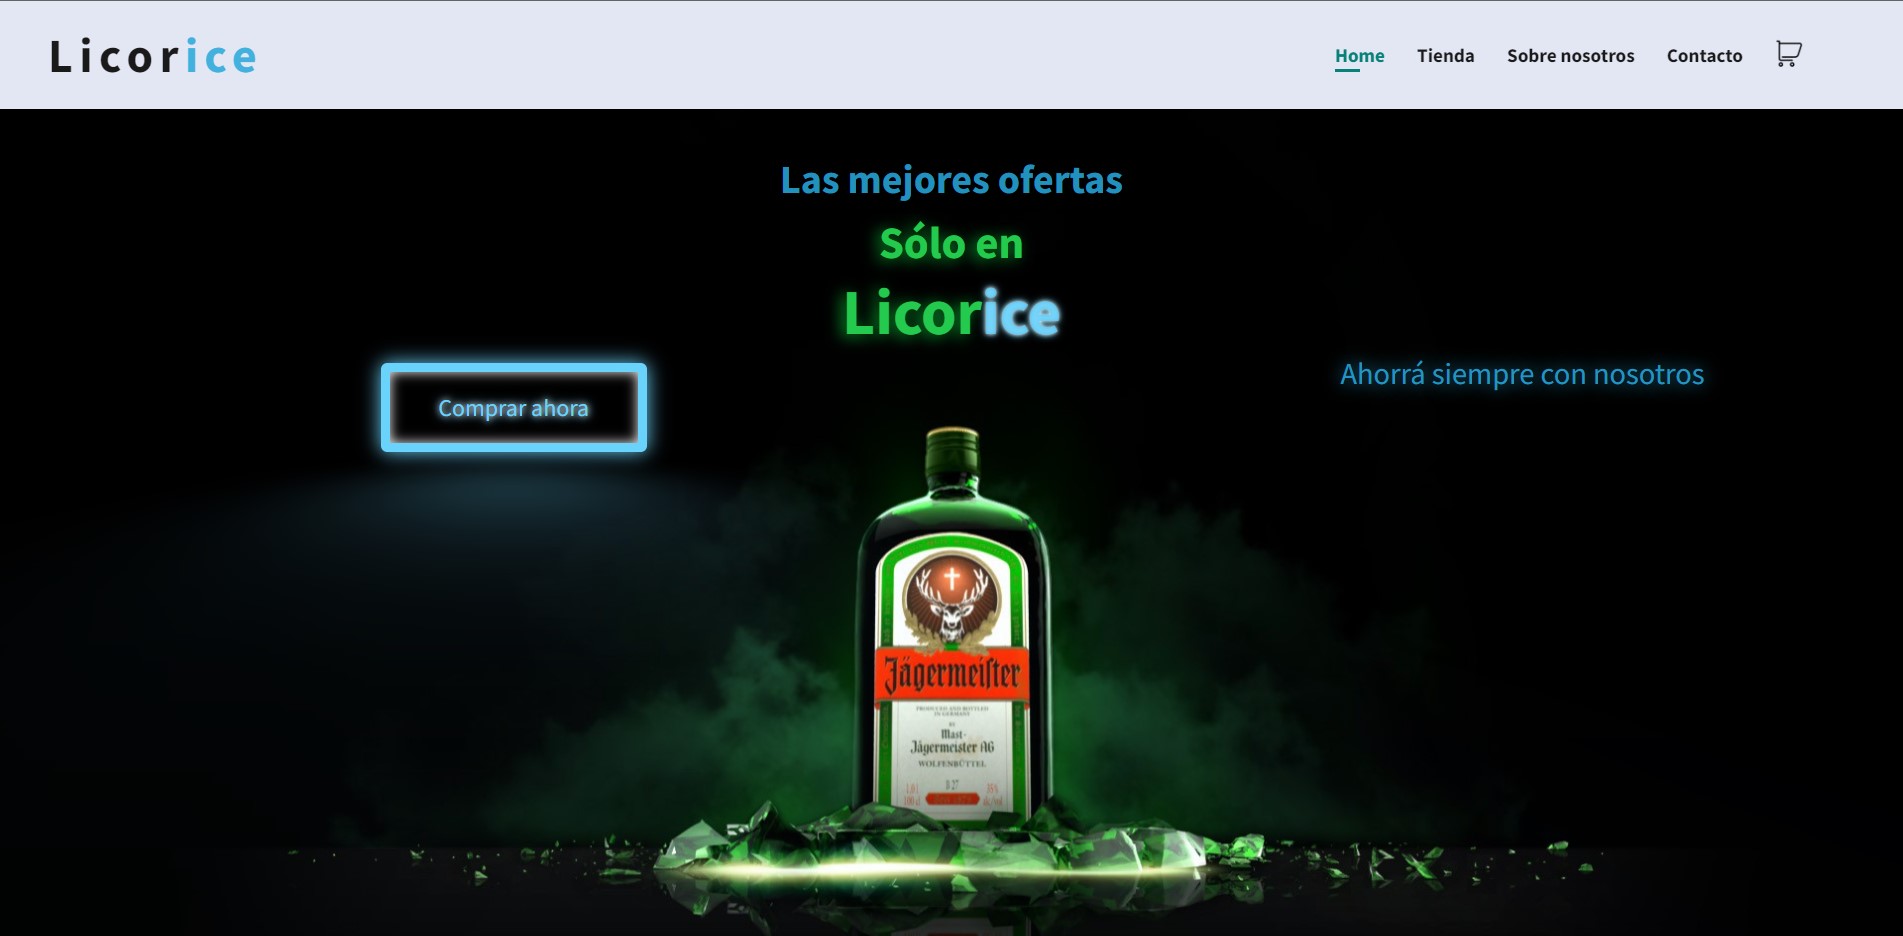 Licorice
Home Tienda Sobre nosotros Contacto
Las mejores ofertas
Sólo en
Licorice
Comprar ahora
Ahorrá siempre con nosotros
Jägermeiſter
PRODUCED AND BOTTLED
IN GERMANY
BY
Mast-
Jägermeister AG
WOLFENBÜTTEL